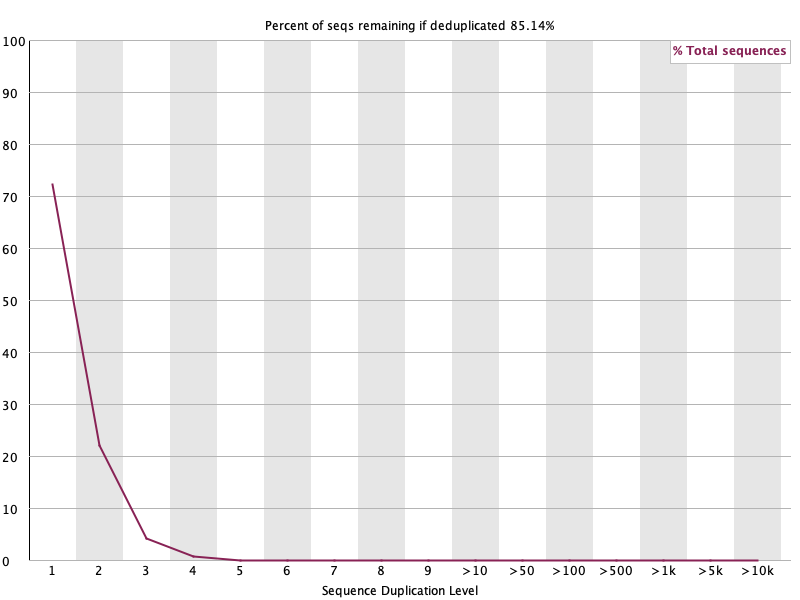 Percent of seqs remaining if deduplicated 85.14%
% Total sequences
100
90
80
70
60
50
40
30
20
10
0
1 2 3 4 5 6 7 8 9 >10 >50 >100 >500 >1k >5k >10k
Sequence Duplication Level